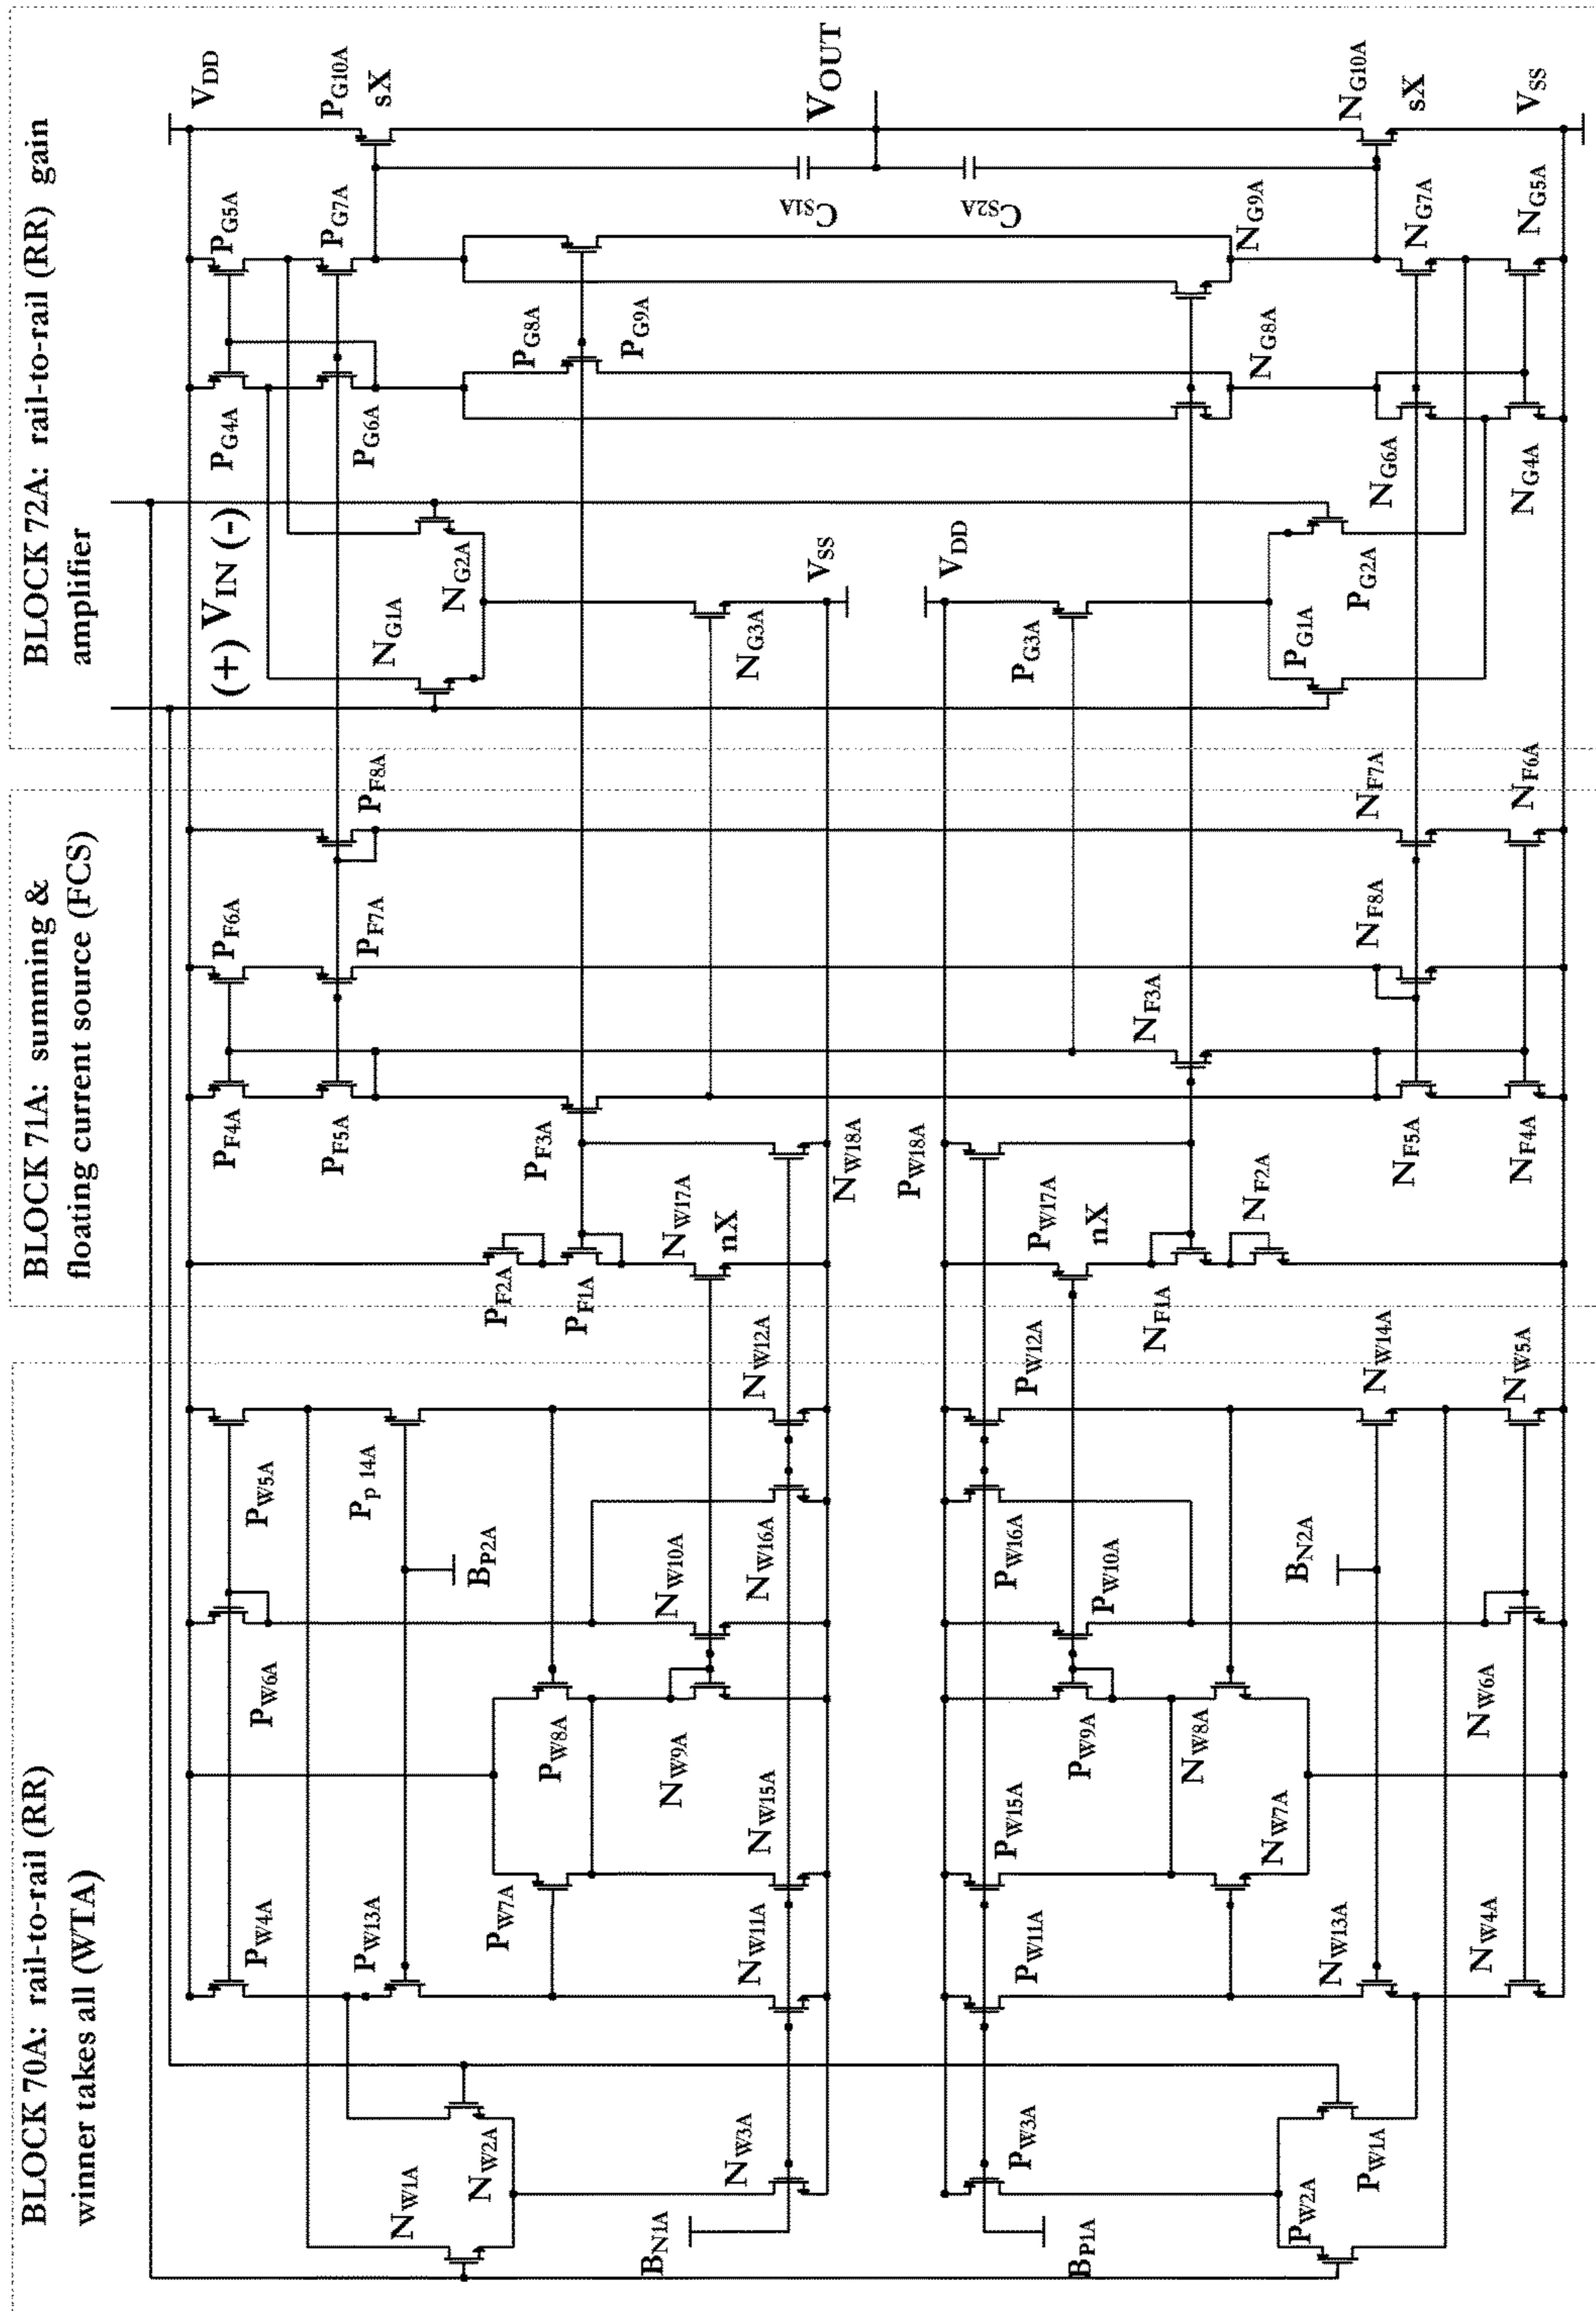 BLOCK 70A: rail-to-rail (RR)
winner takes all (WTA)
BLOCK 71A: summing &
floating current source (FCS)
BLOCK 72A: rail-to-rail (RR) gain
amplifier
VDD
PG10A
sX
PG5A
PG7A
PG4A
PG6A
(+) VIN (-)
NG1A
NG2A
PG8A
PG9A
CS1A
VOUT
CS2A
NG3A
VSS
VDD
PG3A
PG1A
PG2A
NG9A
NG8A
NG10A
sX
NG7A
NG6A
NG5A
NG4A
VSS
PF8A
PF6A
PF7A
PF4A
PF5A
PF3A
PF2A
PF1A
NW17A
nX
NW18A
PW18A
PW17A
nX
NF3A
NF2A
NF1A
NF7A
NF8A
NF6A
NF5A
NF4A
PW5A
Pp 14A
PW6A
BP2A
PW4A
PW13A
PW8A
PW7A
NW10A
NW9A
NW12A
NW16A
NW15A
NW11A
NW1A
NW2A
NW3A
BN1A
PW12A
PW16A
PW10A
PW9A
PW15A
PW11A
PW3A
BP1A
NW8A
NW7A
NW14A
BN2A
NW13A
NW5A
NW6A
NW4A
PW1A
PW2A